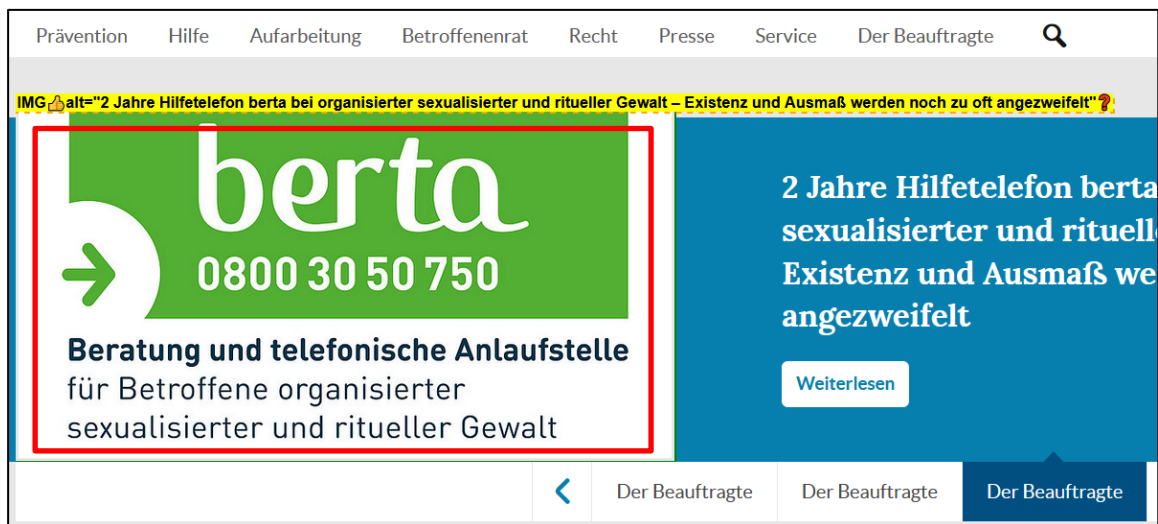 Prävention Hilfe Aufarbeitung Betroffenenrat Recht Presse Service Der Beauftragte
IMG👍alt="2 Jahre Hilfetelefon berta bei organisierter sexualisierter und ritueller Gewalt – Existenz und Ausmaß werden noch zu oft angezweifelt"❓
berta
0800 30 50 750
Beratung und telefonische Anlaufstelle
für Betroffene organisierter
sexualisierter und ritueller Gewalt
2 Jahre Hilfetelefon berta
sexualisierter und rituell
Existenz und Ausmaß we
angezweifelt
Weiterlesen
Der Beauftragte Der Beauftragte Der Beauftragte